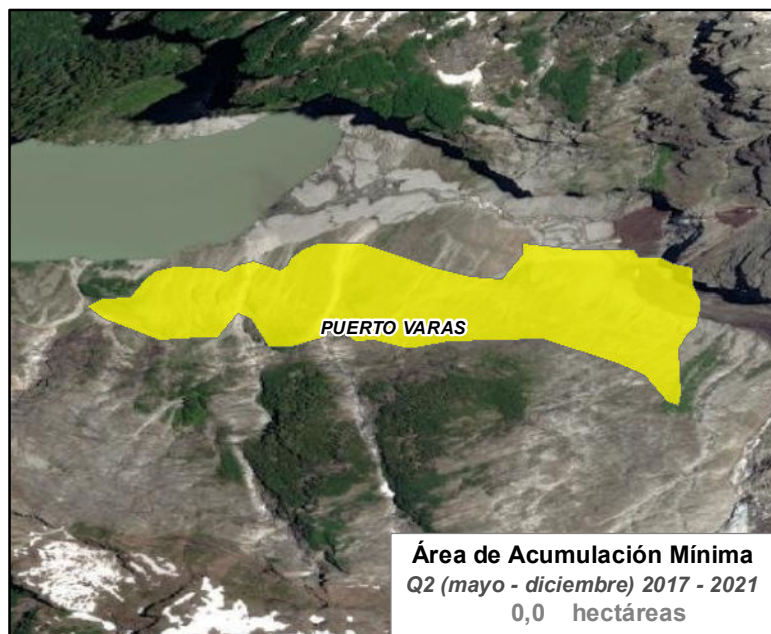 PUERTO VARAS
Área de Acumulación Mínima
Q2 (mayo - diciembre) 2017 - 2021
0,0 hectáreas